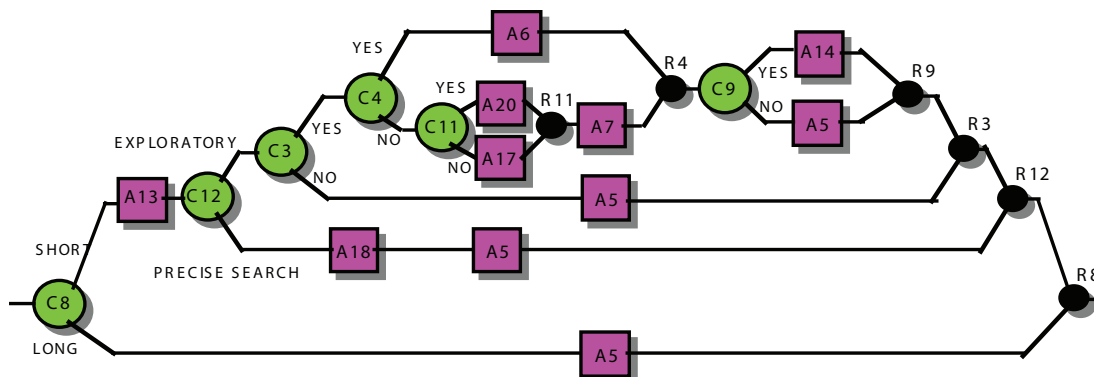 A6
YES
R4
A14
C9
YES
R9
C4
YES
A20
R11
NO
A5
NO
C11
A7
EXPLORATORY
YES
R3
C3
NO
A17
NO
R12
A13
C12
A5
SHORT
A18
A5
PRECISE SEARCH
R8
C8
LONG
A5